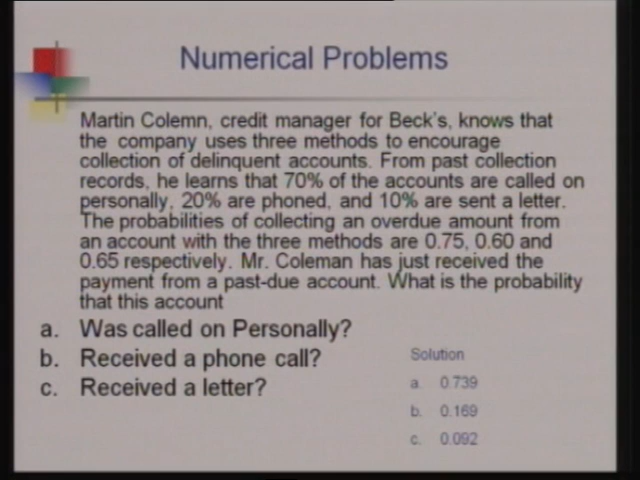 Numerical Problems
Martin Colemn, credit manager for Beck's, knows that
the company uses three methods to encourage
collection of delinquent accounts. From past collection
records, he learns that 70% of the accounts are called on
personally, 20% are phoned, and 10% are sent a letter.
The probabilities of collecting an overdue amount from
an account with the three methods are 0.75, 0.60 and
0.65 respectively. Mr. Coleman has just received the
payment from a past-due account. What is the probability
that this account
a. Was called on Personally?
b. Received a phone call?
c. Received a letter?
Solution
a. 0.739
b. 0.169
c. 0.092